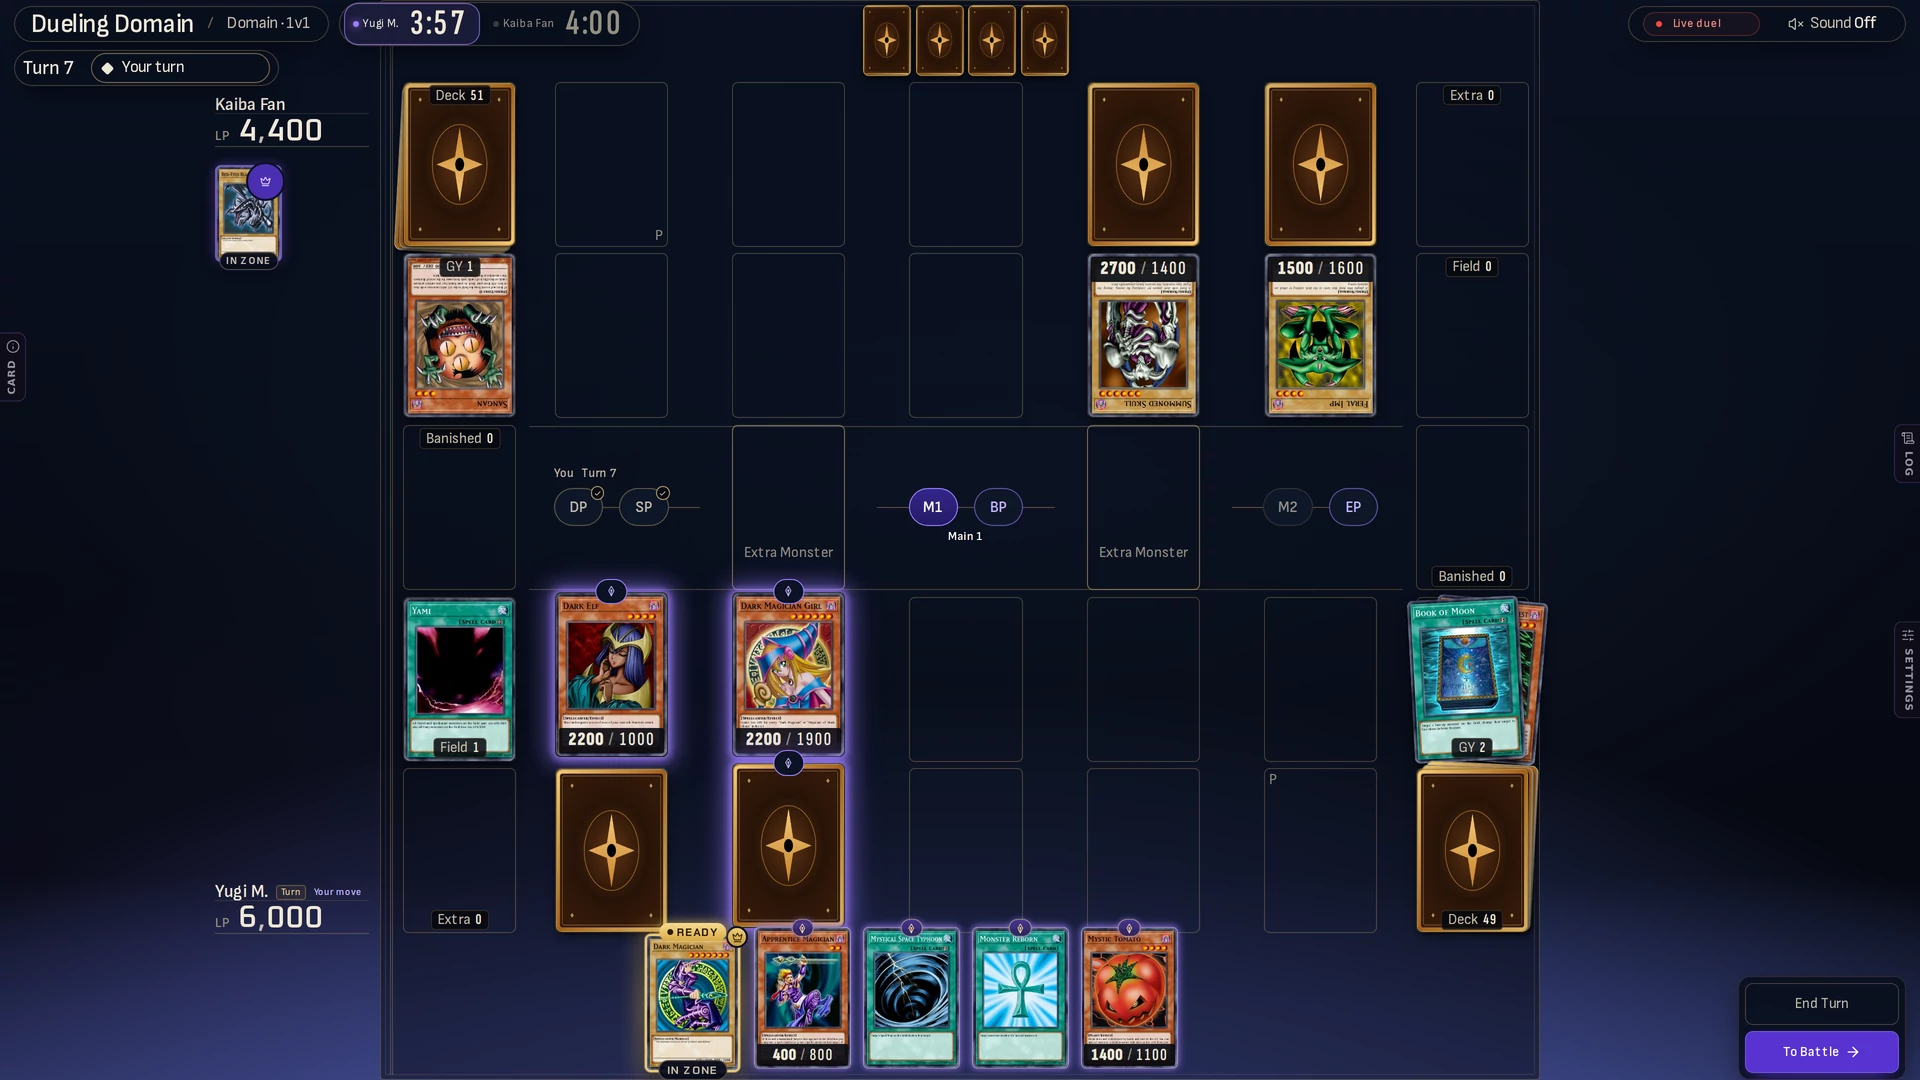 Dueling Domain / Domain · 1v1
Yugi M. 3:57
Kaiba Fan 4:00
Live duel
Sound Off
Turn 7
Your turn
Kaiba Fan
LP 4,400
IN ZONE
Deck 51
P
Extra 0
GY 1
SANGAN
2700 / 1400
SUMMONED SKULL
1500 / 1600
FERAL IMP
Field 0
CARD
LOG
SETTINGS
Banished 0
You Turn 7
DP
SP
Extra Monster
M1
BP
Main 1
Extra Monster
M2
EP
Banished 0
YAMI
[SPELL CARD]
Field 1
DARK ELF
2200 / 1000
DARK MAGICIAN GIRL
2200 / 1900
BOOK OF MOON
[SPELL CARD]
GY 2
P
Yugi M. Turn Your move
LP 6,000
Extra 0
Deck 49
READY
DARK MAGICIAN
IN ZONE
APPRENTICE MAGICIAN
400 / 800
MYSTICAL SPACE TYPHOON
MONSTER REBORN
MYSTIC TOMATO
1400 / 1100
End Turn
To Battle